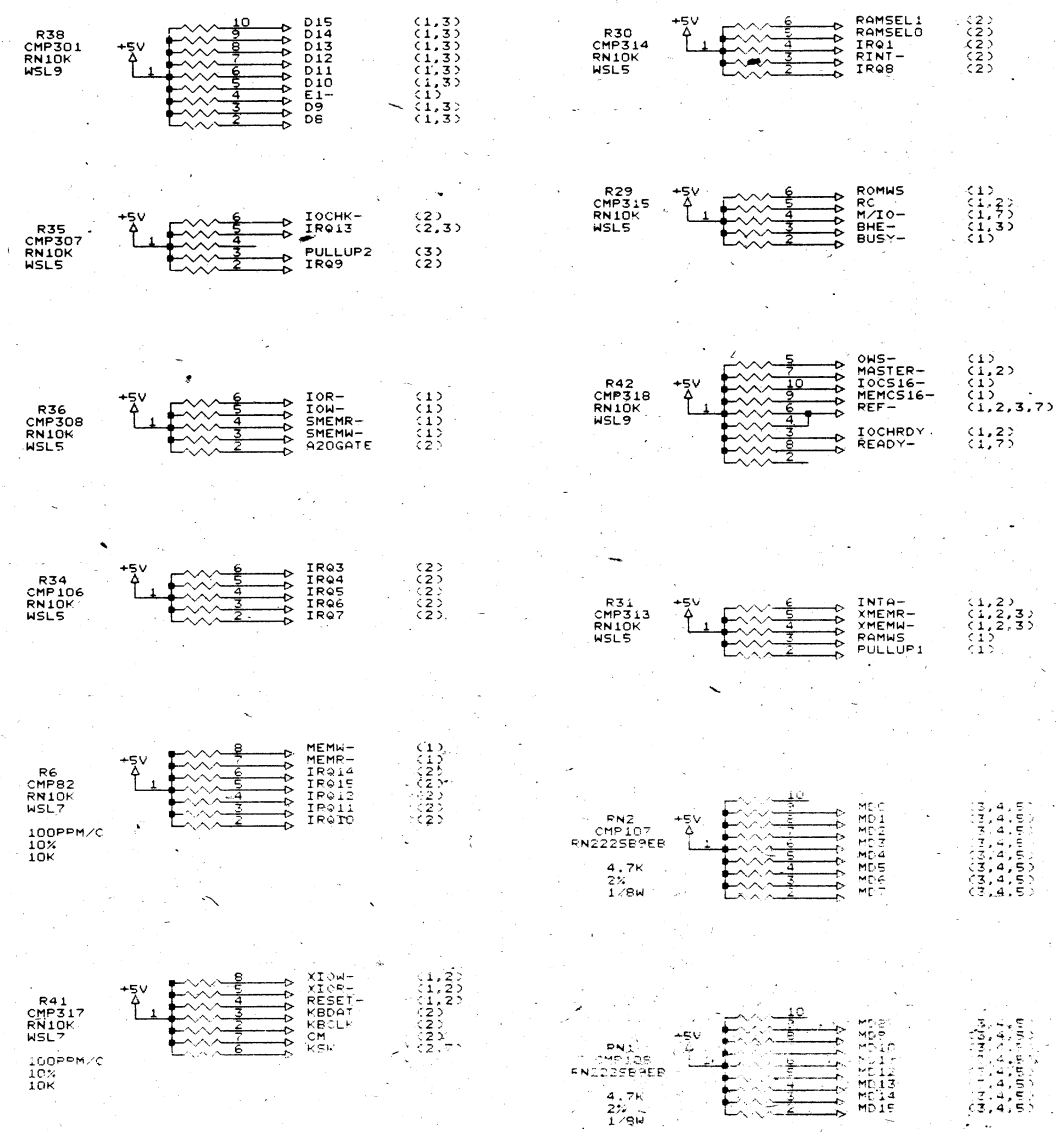 R38
CMP301
RN10K
WSL9
+5V
1
10 D15 (1,3)
9 D14 (1,3)
8 D13 (1,3)
7 D12 (1,3)
6 D11 (1,3)
5 D10 (1,3)
4 E1- (1)
3 D9 (1,3)
2 D8 (1,3)
R30
CMP314
RN10K
WSL5
+5V
1
6 RAMSEL1 (2)
5 RAMSEL0 (2)
4 IRQ1 (2)
RINT- (2)
2 IRQ8 (2)
R35
CMP307
RN10K
WSL5
+5V
1
6 IOCHK- (2)
5 IRQ13 (2,3)
4
3 PULLUP2 (3)
2 IRQ9 (2)
R29
CMP315
RN10K
WSL5
+5V
1
6 ROMWS (1)
5 RC (1,2)
4 M/IO- (1,7)
3 BHE- (1,3)
2 BUSY- (1)
R36
CMP308
RN10K
WSL5
+5V
1
6 IOR- (1)
5 IOW- (1)
4 SMEMR- (1)
3 SMEMW- (1)
2 A20GATE (2)
R42
CMP318
RN10K
WSL9
+5V
1
5 OWS- (1)
7 MASTER- (1,2)
10 IOCS16- (1)
9 MEMCS16- (1)
6 REF- (1,2,3,7)
4
3 IOCHRDY (1,2)
8 READY- (1,7)
2
R34
CMP106
RN10K
WSL5
+5V
1
6 IRQ3 (2)
5 IRQ4 (2)
4 IRQ5 (2)
3 IRQ6 (2)
2 IRQ7 (2)
R31
CMP313
RN10K
WSL5
+5V
1
6 INTA- (1,2)
5 XMEMR- (1,2,3)
4 XMEMW- (1,2,3)
3 RAMWS (1)
2 PULLUP1 (1)
R6
CMP82
RN10K
WSL7
100PPM/C
10%
10K
+5V
1
8 MEMW- (1)
7 MEMR- (1)
6 IRQ14 (2)
5 IRQ15 (2)
4 IRQ12 (2)
3 IRQ11 (2)
2 IRQ10 (2)
RN2
CMP107
RN222SB9EB
4.7K
2%
1/8W
+5V
1
10
MD0 (3,4,5)
MD1 (3,4,5)
MD2 (3,4,5)
MD3 (3,4,5)
MD4 (3,4,5)
4 MD5 (3,4,5)
3 MD6 (3,4,5)
2 MD7 (3,4,5)
R41
CMP317
RN10K
WSL7
100PPM/C
10%
10K
+5V
1
8 XIOW- (1,2)
5 XIOR- (1,2)
4 RESET- (1,2)
3 KBDAT (2)
2 KBCLK (2)
7 CM (2)
6
RN1
4.7K
2%
1/8W
+5V
10
MD12
MD13
MD14
2 MD15 (3,4,5)